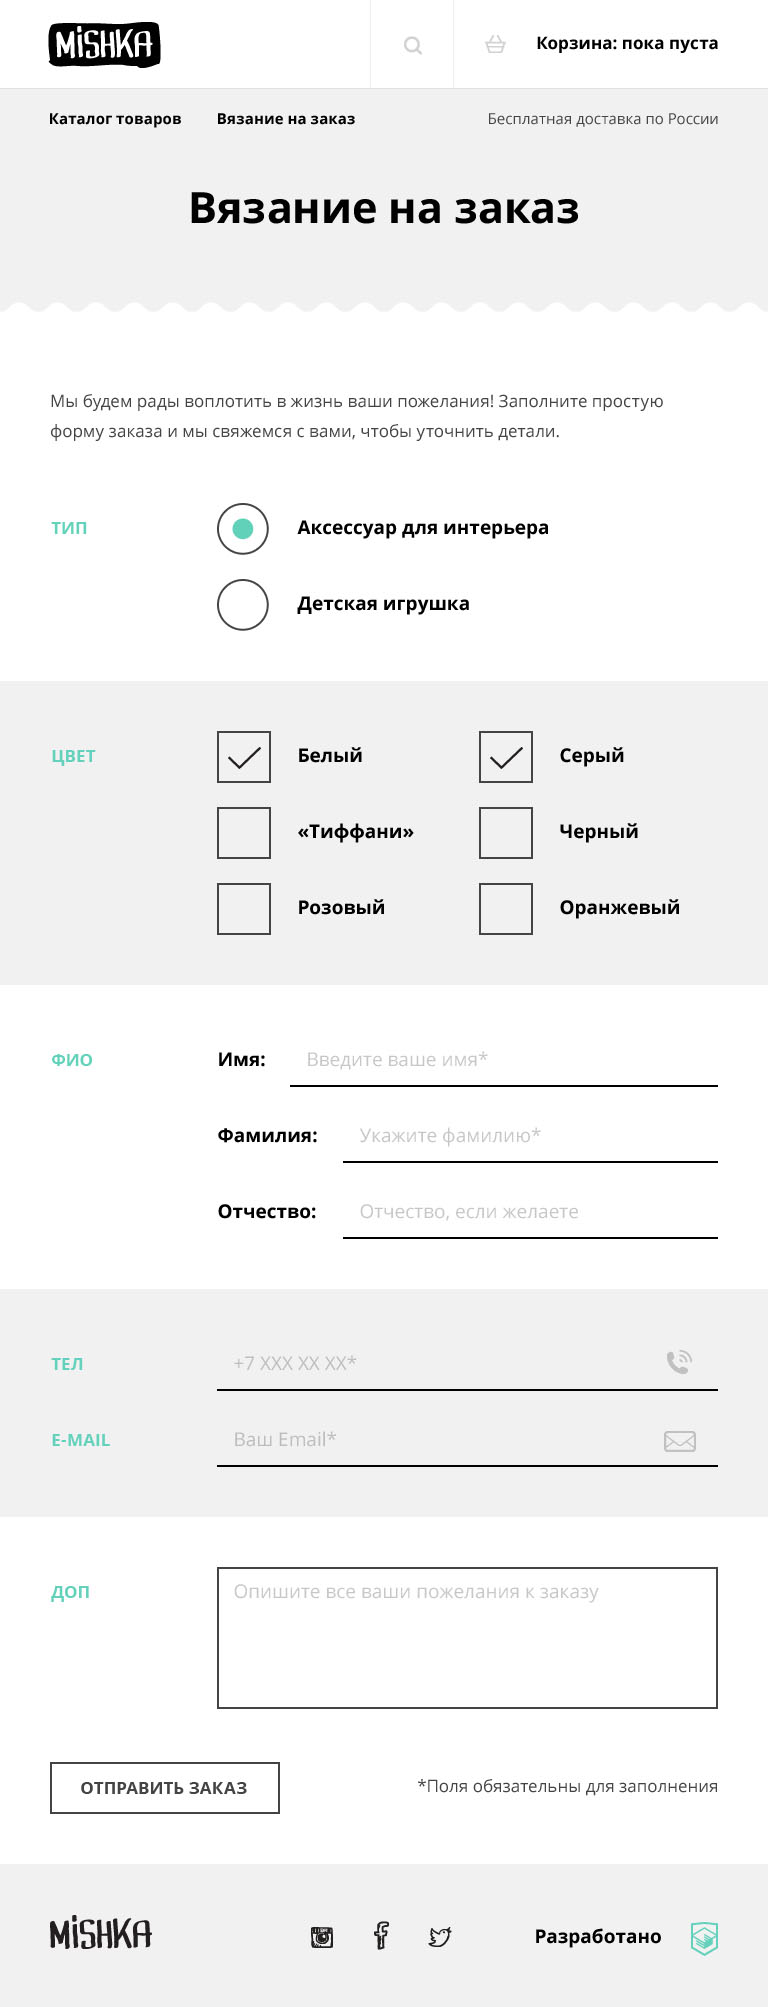 MiSHKA
Корзина: пока пуста
Каталог товаров
Вязание на заказ
Бесплатная доставка по России
Вязание на заказ
Мы будем рады воплотить в жизнь ваши пожелания! Заполните простую
форму заказа и мы свяжемся с вами, чтобы уточнить детали.
ТИП
Аксессуар для интерьера
Детская игрушка
ЦВЕТ
Белый
Серый
«Тиффани»
Черный
Розовый
Оранжевый
ФИО
Имя:
Введите ваше имя*
Фамилия:
Укажите фамилию*
Отчество:
Отчество, если желаете
ТЕЛ
+7 XXX XX XX*
E-MAIL
Ваш Email*
ДОП
Опишите все ваши пожелания к заказу
ОТПРАВИТЬ ЗАКАЗ
*Поля обязательны для заполнения
MiSHKA
Разработано